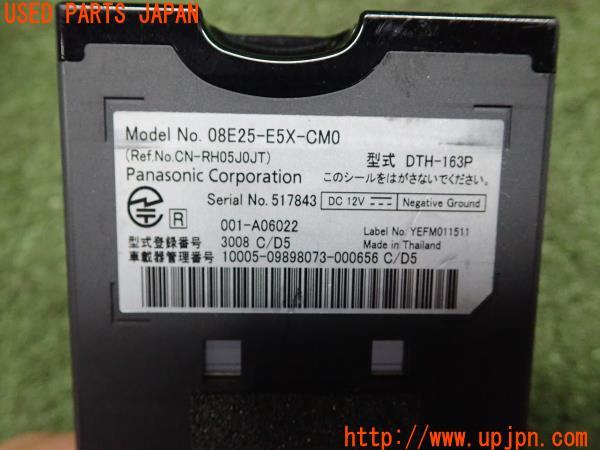 USED PARTS JAPAN
Model No. 08E25-E5X-CM0
(Ref.No.CN-RH05J0JT)
型式 DTH-163P
Panasonic Corporation
このシールをはがさないでください。
Serial No. 517843
DC 12V
Negative Ground
R
001-A06022
Label No. YEFM011511
型式登録番号 3008 C/D5
Made in Thailand
車載器管理番号 10005-09898073-000656 C/D5
UPJ
www.upjpn.com